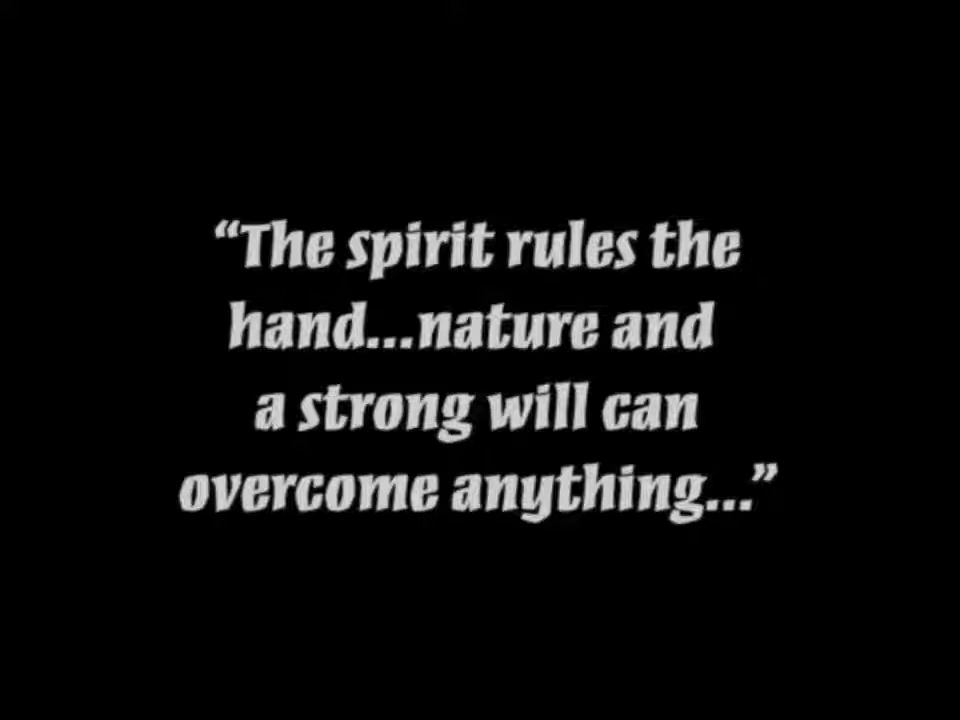 “The spirit rules the
hand...nature and
a strong will can
overcome anything...”